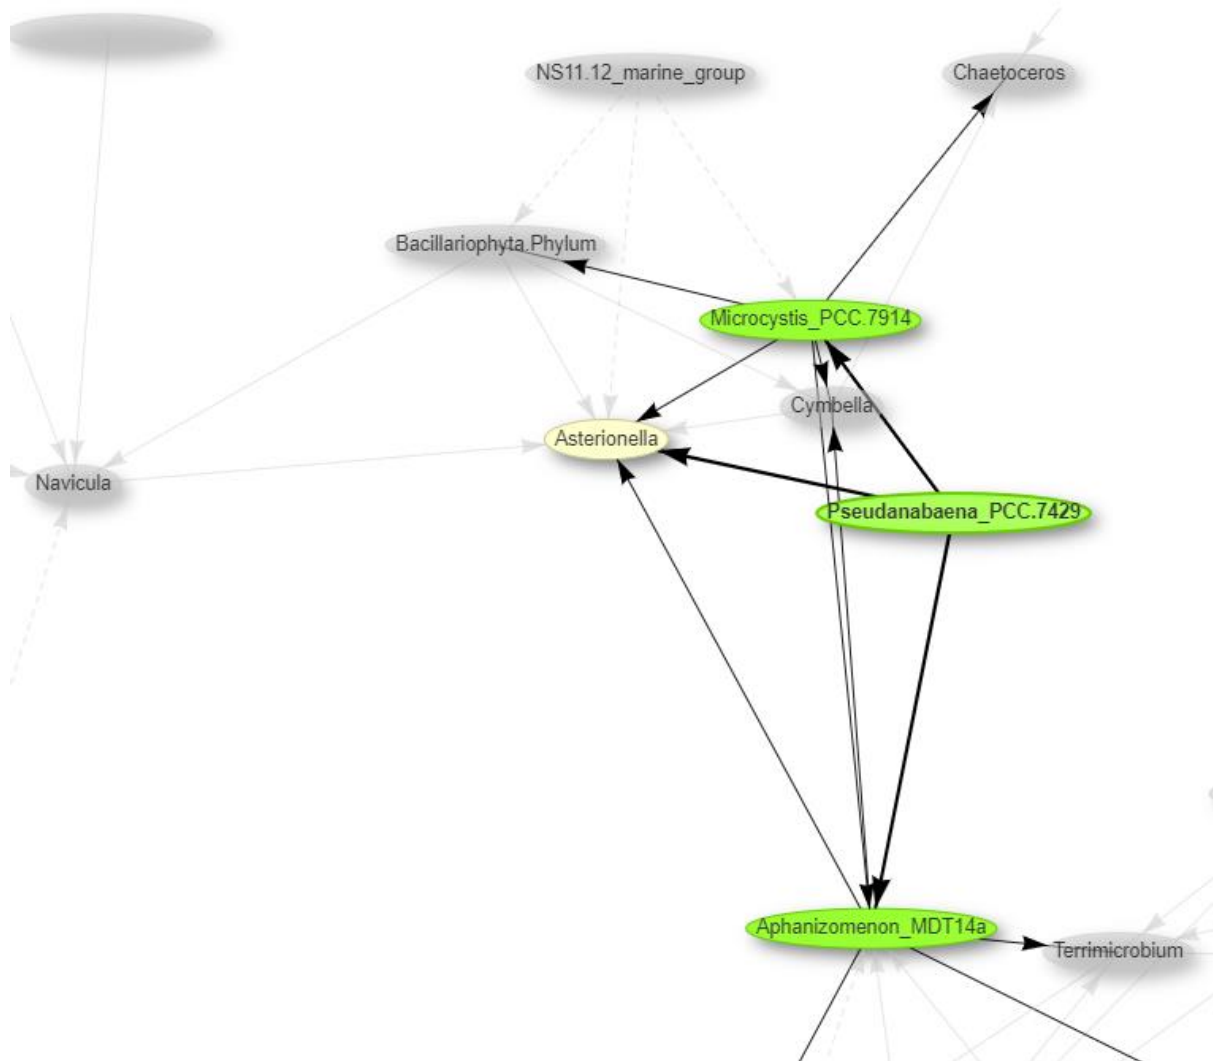 NS11.12_marine_group
Chaetoceros
Bacillariophyta.Phylum
Microcystis_PCC.7914
Cymbella
Asterionella
Navicula
Pseudanabaena_PCC.7429
Aphanizomenon_MDT14a
Terrimicrobium